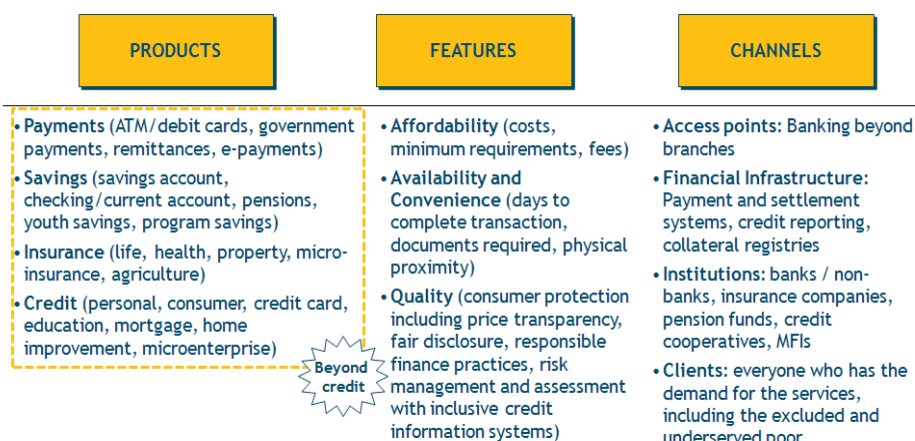 PRODUCTS
FEATURES
CHANNELS
• Payments (ATM/debit cards, government
payments, remittances, e-payments)
• Savings (savings account,
checking/current account, pensions,
youth savings, program savings)
• Insurance (life, health, property, micro-
insurance, agriculture)
• Credit (personal, consumer, credit card,
education, mortgage, home
improvement, microenterprise)
Beyond
credit
• Affordability (costs,
minimum requirements, fees)
• Availability and
Convenience (days to
complete transaction,
documents required, physical
proximity)
• Quality (consumer protection
including price transparency,
fair disclosure, responsible
finance practices, risk
management and assessment
with inclusive credit
information systems)
• Access points: Banking beyond
branches
• Financial Infrastructure:
Payment and settlement
systems, credit reporting,
collateral registries
• Institutions: banks / non-
banks, insurance companies,
pension funds, credit
cooperatives, MFIs
• Clients: everyone who has the
demand for the services,
including the excluded and
underserved poor